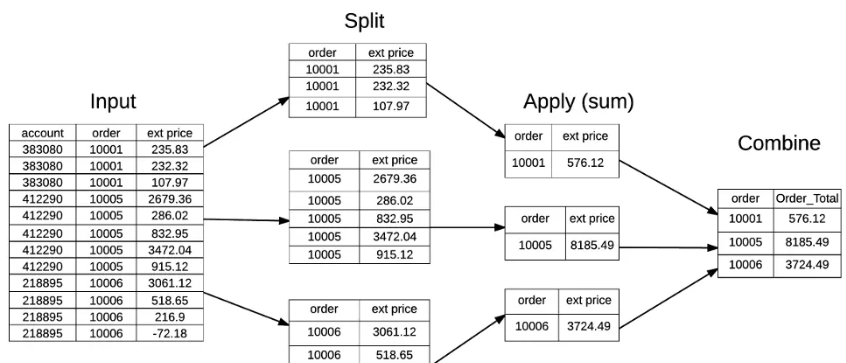 Split
order ext price
10001 235.83
10001 232.32
10001 107.97
Input
account order ext price
383080 10001 235.83
383080 10001 232.32
383080 10001 107.97
412290 10005 2679.36
412290 10005 286.02
412290 10005 832.95
412290 10005 3472.04
412290 10005 915.12
218895 10006 3061.12
218895 10006 518.65
218895 10006 216.9
218895 10006 -72.18
order ext price
10005 2679.36
10005 286.02
10005 832.95
10005 3472.04
10005 915.12
order ext price
10006 3061.12
10006 518.65
Apply (sum)
order ext price
10001 576.12
order ext price
10005 8185.49
order ext price
10006 3724.49
Combine
order Order_Total
10001 576.12
10005 8185.49
10006 3724.49